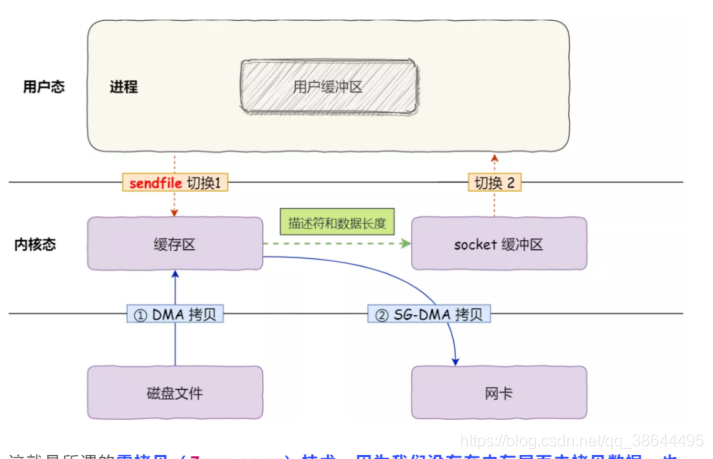 用户态
进程
用户缓冲区
sendfile 切换1
切换 2
内核态
缓存区
描述符和数据长度
socket 缓冲区
① DMA 拷贝
② SG-DMA 拷贝
磁盘文件
网卡
https://blog.csdn.net/qq_38644495